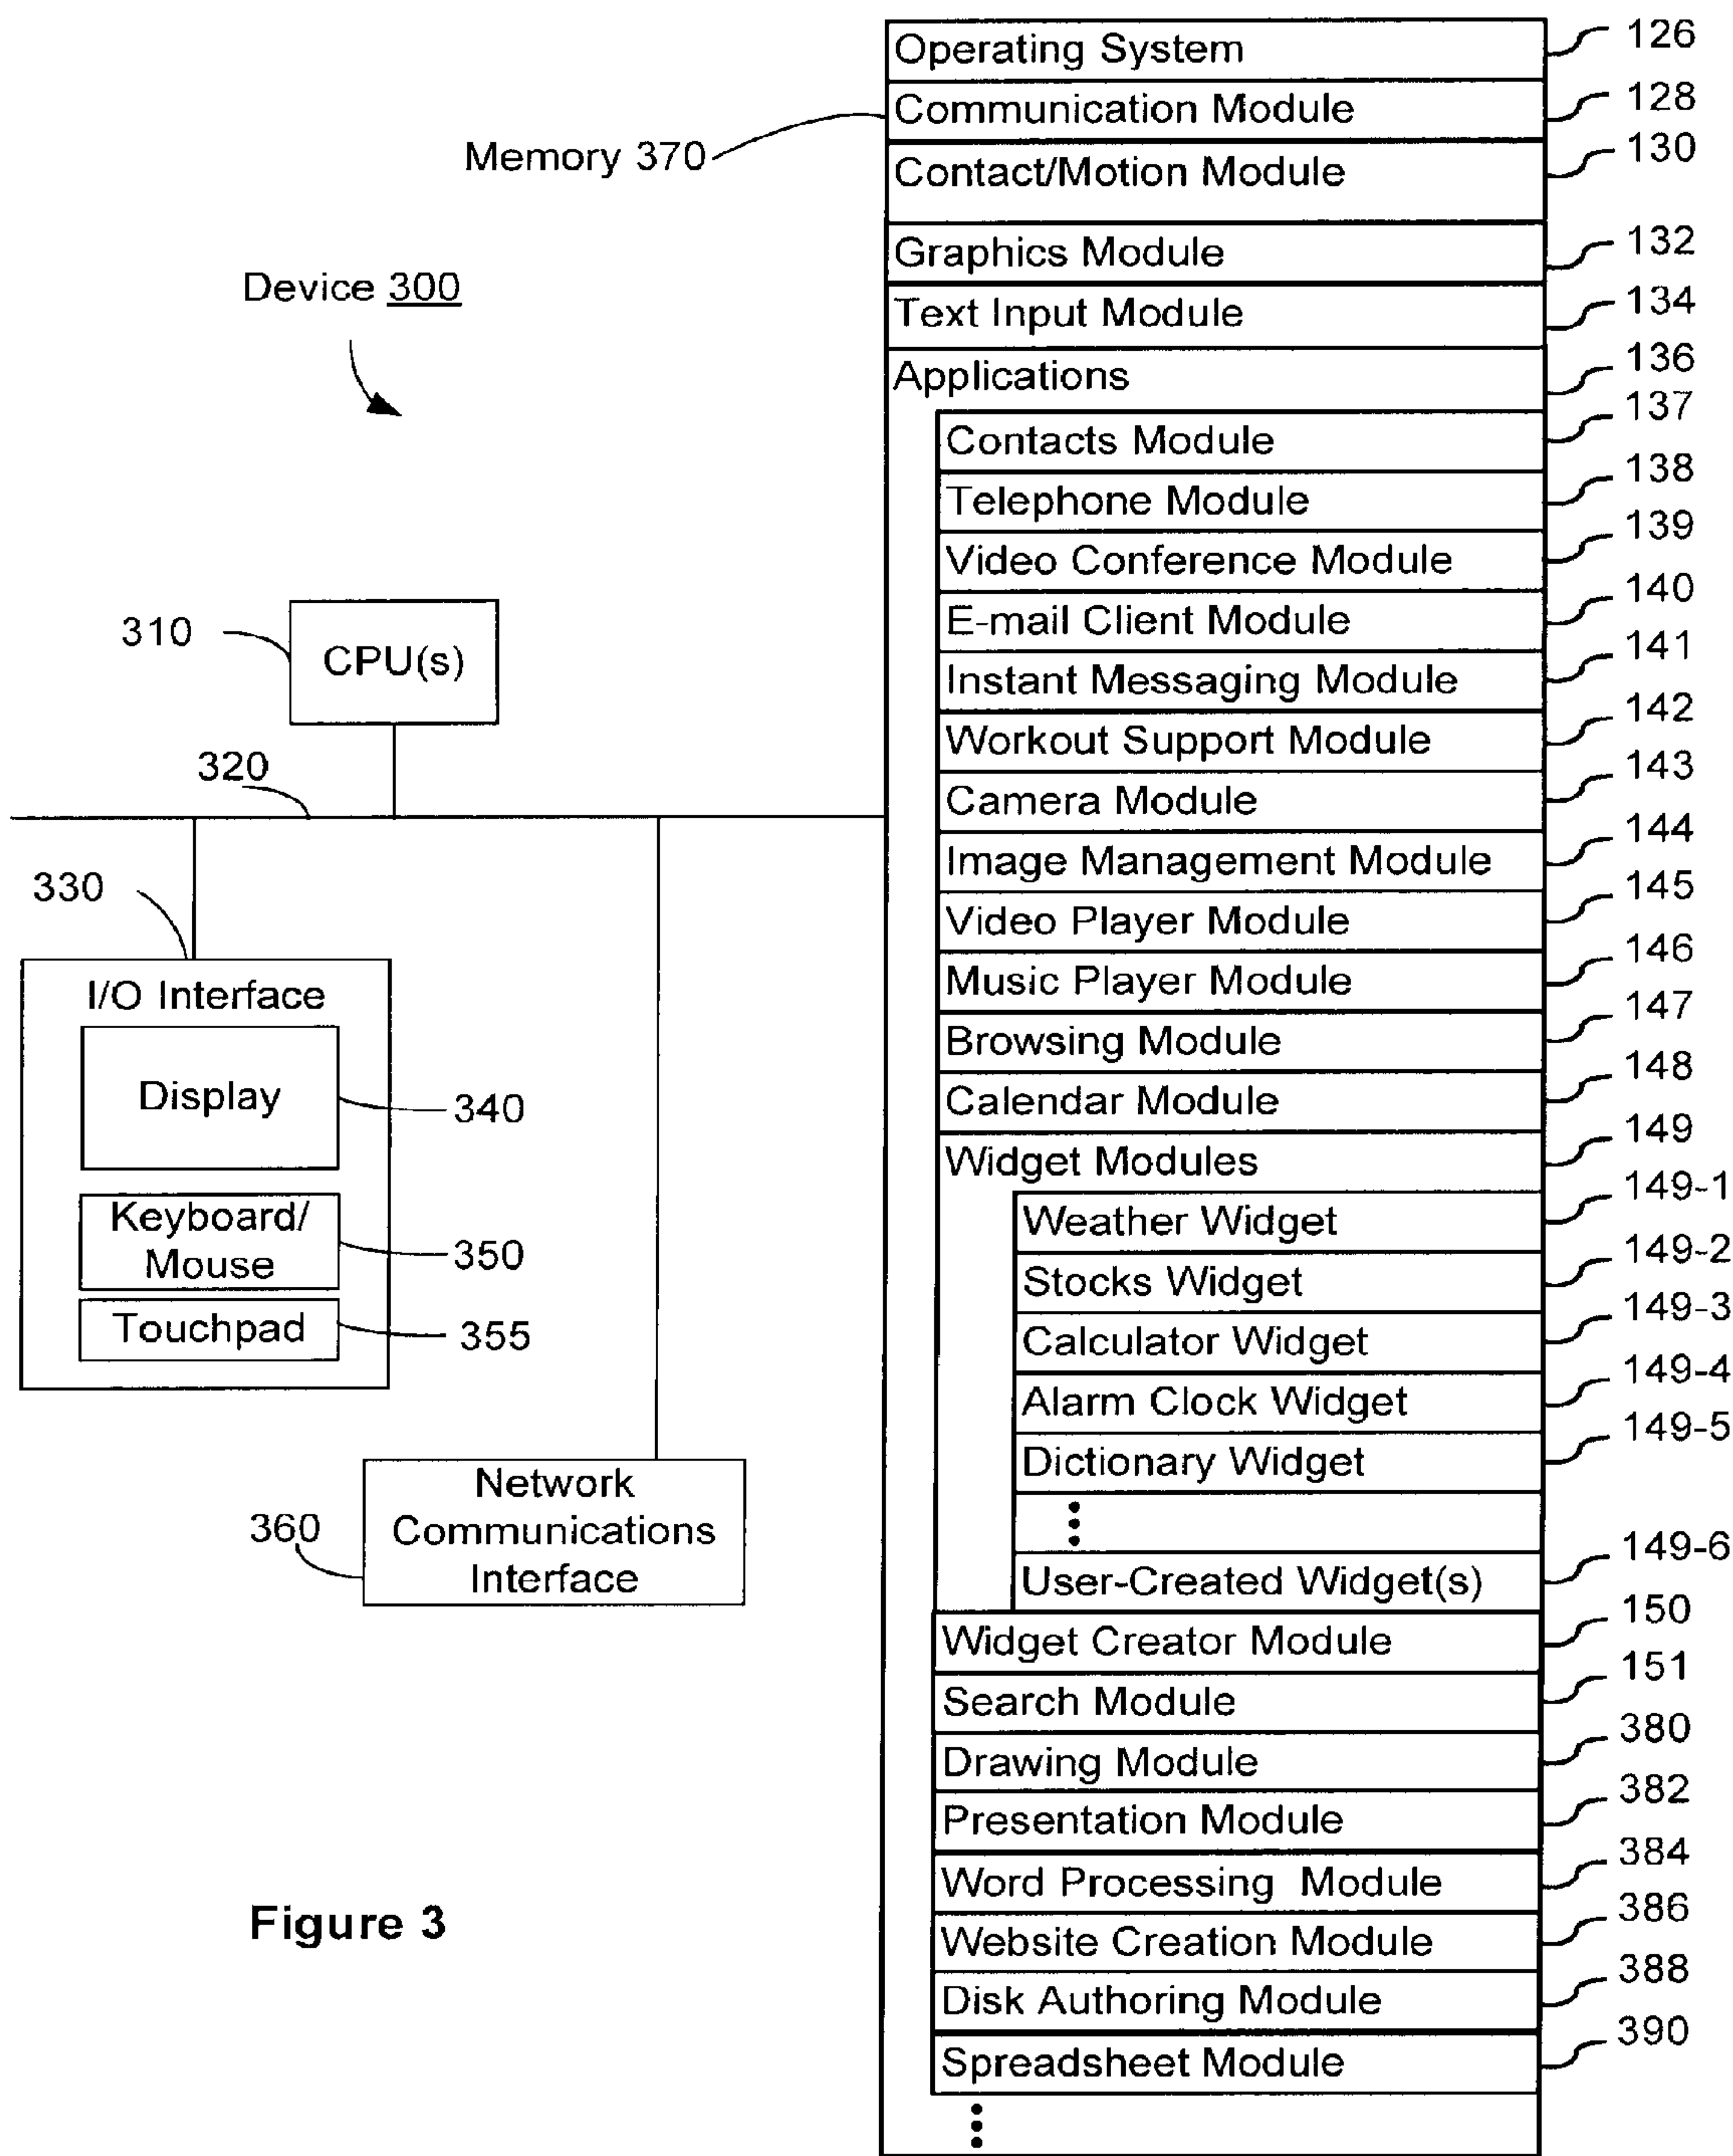 Operating System 126
Communication Module 128
Memory 370
Contact/Motion Module 130
Graphics Module 132
Device 300
Text Input Module 134
Applications 136
Contacts Module 137
Telephone Module 138
Video Conference Module 139
E-mail Client Module 140
310 CPU(s)
Instant Messaging Module 141
Workout Support Module 142
320
Camera Module 143
Image Management Module 144
330
Video Player Module 145
I/O Interface
Music Player Module 146
Browsing Module 147
Display 340
Calendar Module 148
Widget Modules 149
Keyboard/
Mouse 350
Weather Widget 149-1
Stocks Widget 149-2
Touchpad 355
Calculator Widget 149-3
Alarm Clock Widget 149-4
Dictionary Widget 149-5
Network
360 Communications
Interface
User-Created Widget(s) 149-6
Widget Creator Module 150
Search Module 151
Drawing Module 380
Presentation Module 382
Word Processing Module 384
Figure 3
Website Creation Module 386
Disk Authoring Module 388
Spreadsheet Module 390